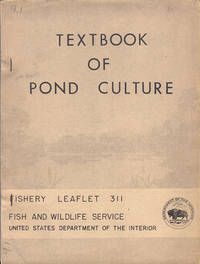 TEXTBOOK
OF
POND CULTURE
FISHERY LEAFLET 311
FISH AND WILDLIFE SERVICE
UNITED STATES DEPARTMENT OF THE INTERIOR